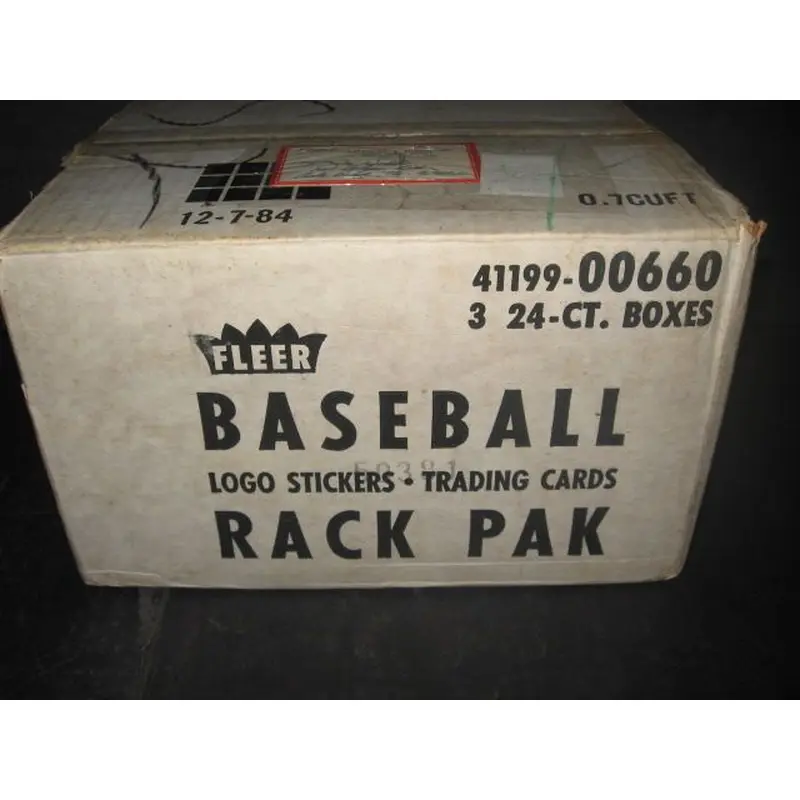 12-7-84
0.7CUFT
41199-00660
3 24-CT. BOXES
FLEER
BASEBALL
50381
LOGO STICKERS • TRADING CARDS
RACK PAK